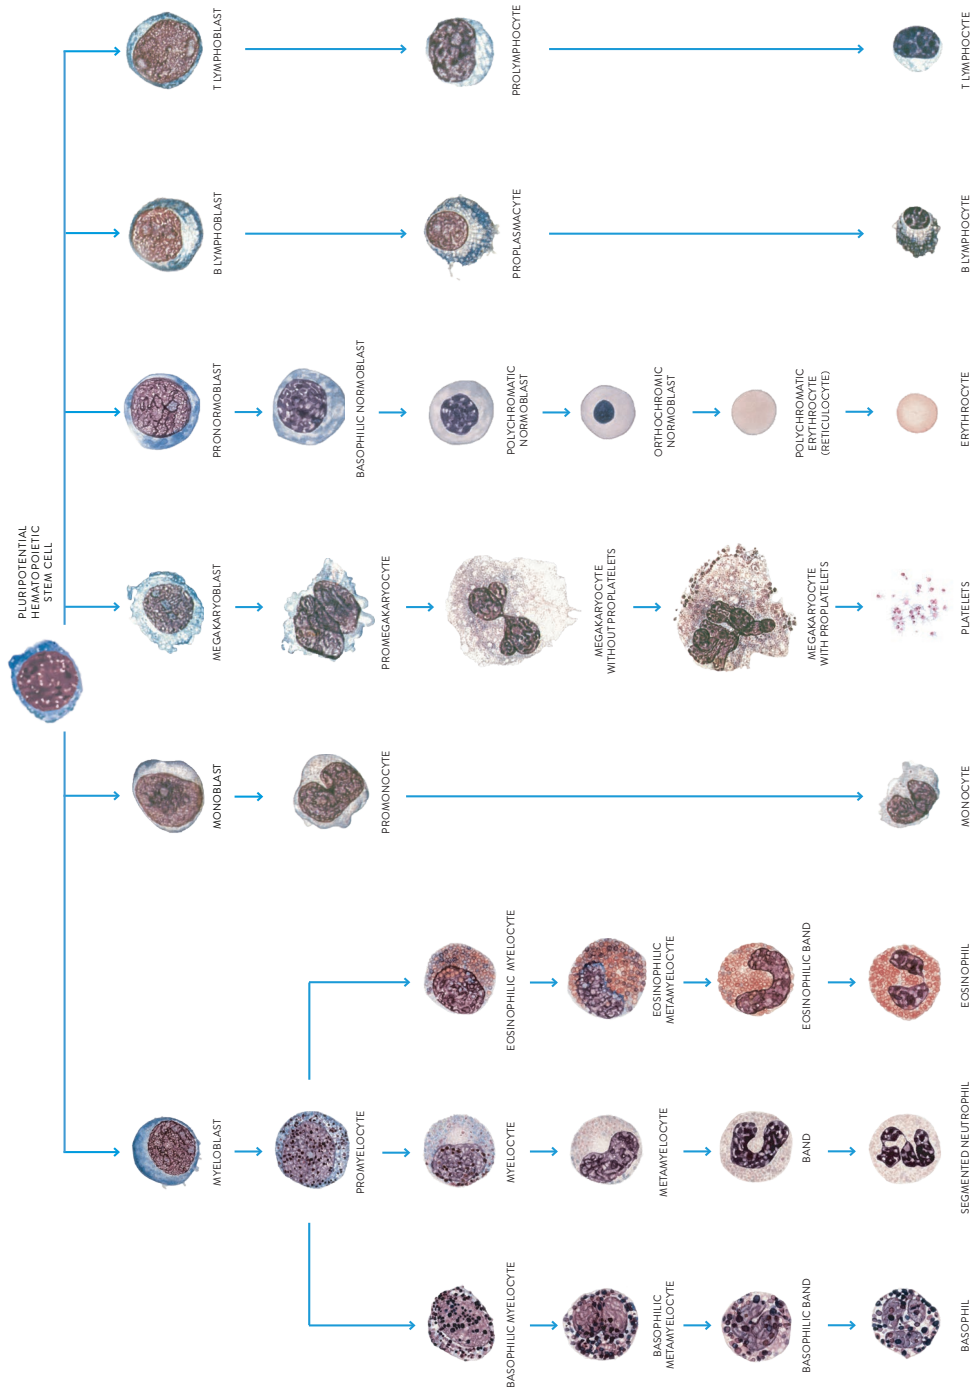 PLURIPOTENTIAL
HEMATOPOIETIC
STEM CELL
BASOPHILIC MYELOCYTE
BASOPHILIC
METAMYELOCYTE
BASOPHILIC BAND
BASOPHIL
MYELOBLAST
PROMYELOCYTE
MYELOCYTE
METAMYELOCYTE
BAND
SEGMENTED NEUTROPHIL
EOSINOPHILIC MYELOCYTE
EOSINOPHILIC
METAMYELOCYTE
EOSINOPHILIC BAND
EOSINOPHIL
MONOBLAST
PROMONOCYTE
MONOCYTE
MEGAKARYOBLAST
PROMEGAKARYOCYTE
MEGAKARYOCYTE
WITHOUT PROPLATELETS
MEGAKARYOCYTE
WITH PROPLATELETS
PLATELETS
PRONORMOBLAST
BASOPHILIC NORMOBLAST
POLYCHROMATIC
NORMOBLAST
ORTHOCHROMIC
NORMOBLAST
POLYCHROMATIC
ERYTHROCYTE
(RETICULOCYTE)
ERYTHROCYTE
B LYMPHOBLAST
PROPLASMACYTE
B LYMPHOCYTE
T LYMPHOBLAST
PROLYMPHOCYTE
T LYMPHOCYTE